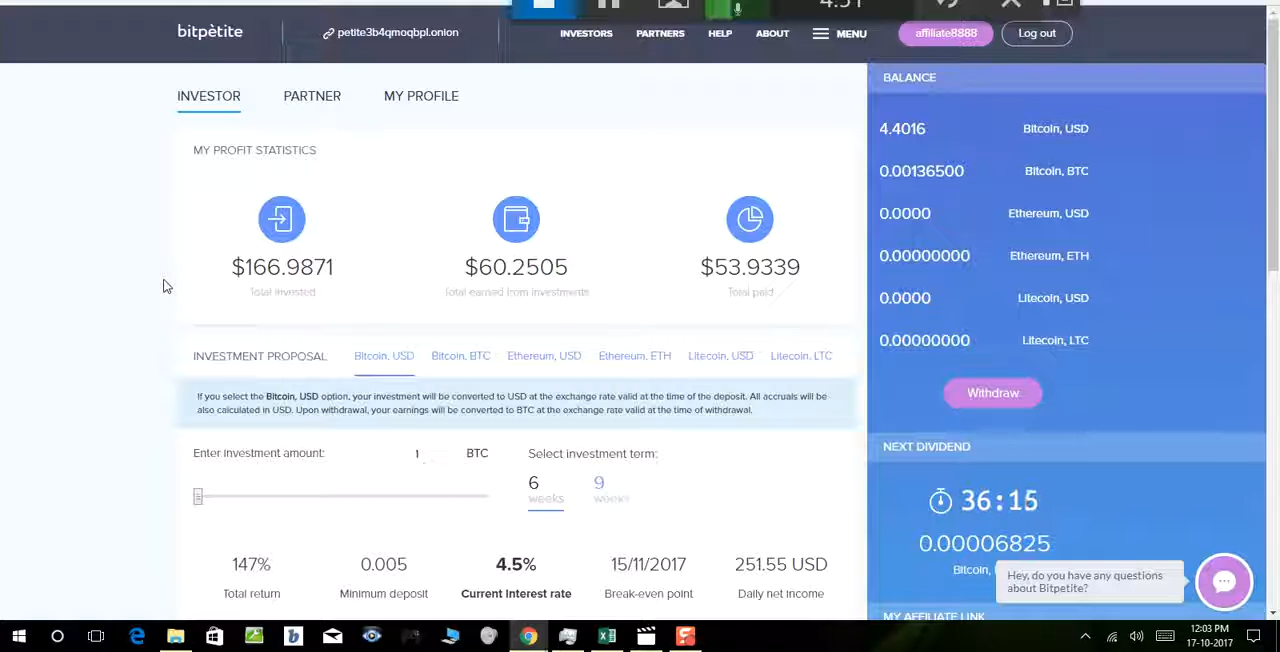 4:51
bitpètite
petite3b4qmoqbpl.onion
INVESTORS PARTNERS HELP ABOUT MENU
affiliate8888 Log out
INVESTOR PARTNER MY PROFILE
MY PROFIT STATISTICS
$166.9871 $60.2505 $53.9339
Total invested Total earned from investments Total paid
INVESTMENT PROPOSAL Bitcoin, USD Bitcoin, BTC Ethereum, USD Ethereum, ETH Litecoin, USD Litecoin, LTC
If you select the Bitcoin, USD option, your investment will be converted to USD at the exchange rate valid at the time of the deposit. All accruals will be
also calculated in USD. Upon withdrawal, your earnings will be converted to BTC at the exchange rate valid at the time of withdrawal.
Enter investment amount: 1 BTC Select investment term:
6 9
weeks weeks
147% 0.005 4.5% 15/11/2017 251.55 USD
Total return Minimum deposit Current interest rate Break-even point Daily net income
BALANCE
4.4016 Bitcoin, USD
0.00136500 Bitcoin, BTC
0.0000 Ethereum, USD
0.00000000 Ethereum, ETH
0.0000 Litecoin, USD
0.00000000 Litecoin, LTC
Withdraw
NEXT DIVIDEND
36:15
0.00006825
Bitcoin,
Hey, do you have any questions
about Bitpetite?
MY AFFILIATE LINK
12:03 PM
17-10-2017